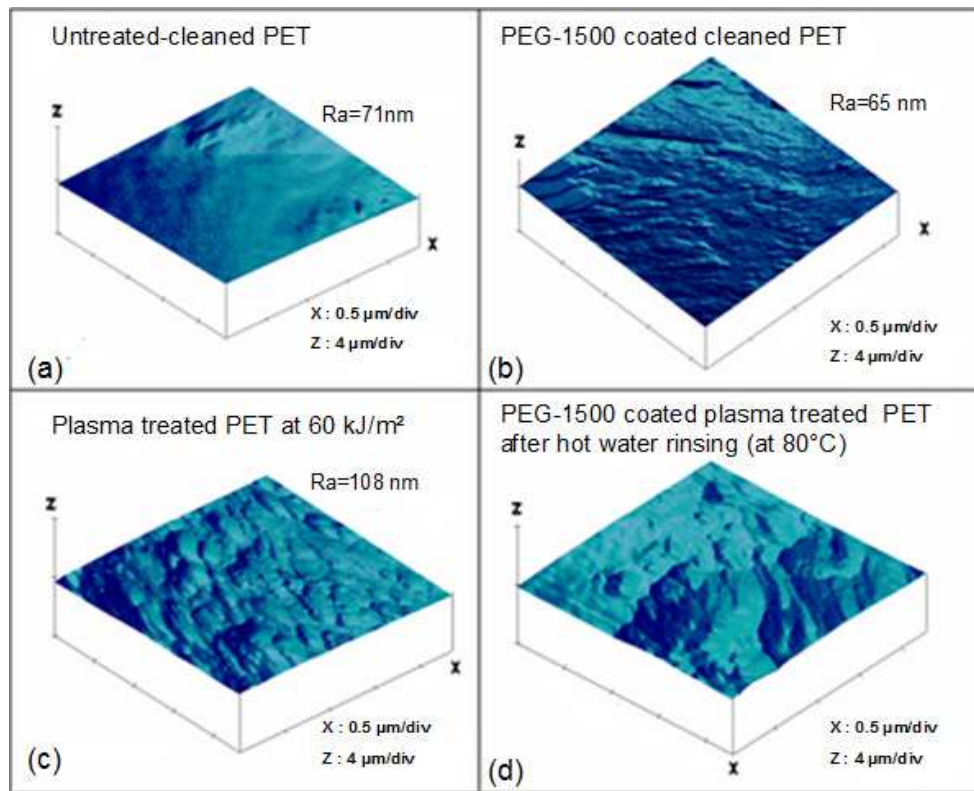 Untreated-cleaned PET
Ra=71nm
Z
X
X : 0.5 µm/div
Z : 4 µm/div
(a)
PEG-1500 coated cleaned PET
Ra=65 nm
Z
X
X : 0.5 µm/div
Z : 4 µm/div
(b)
Plasma treated PET at 60 kJ/m²
Ra=108 nm
Z
X
X : 0.5 µm/div
Z : 4 µm/div
(c)
PEG-1500 coated plasma treated PET
after hot water rinsing (at 80°C)
Z
X : 0.5 µm/div
Z : 4 µm/div
X
(d)